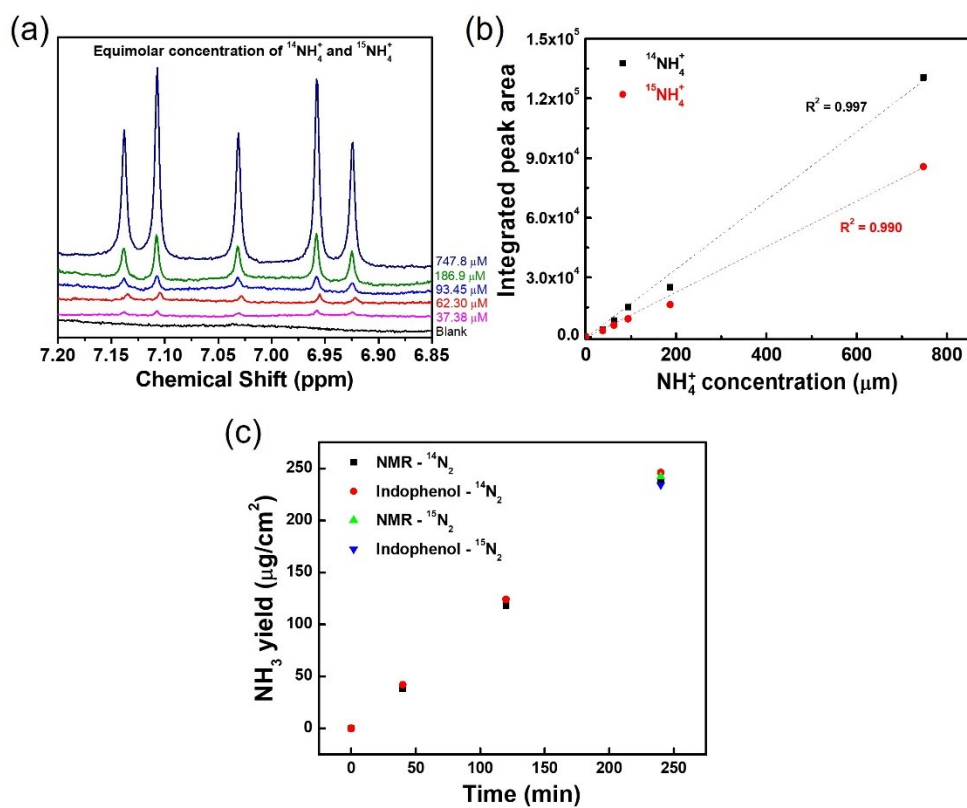 (a)
Equimolar concentration of ¹⁴NH₄⁺ and ¹⁵NH₄⁺
747.8 μM
186.9 μM
93.45 μM
62.30 μM
37.38 μM
Blank
7.20 7.15 7.10 7.05 7.00 6.95 6.90 6.85
Chemical Shift (ppm)
(b)
Integrated peak area
1.5x10⁵
1.2x10⁵
9.0x10⁴
6.0x10⁴
3.0x10⁴
0.0
¹⁴NH₄⁺
¹⁵NH₄⁺
R² = 0.997
R² = 0.990
0 200 400 600 800
NH₄⁺ concentration (μm)
(c)
NH₃ yield (μg/cm²)
250
200
150
100
50
0
NMR - ¹⁴N₂
Indophenol - ¹⁴N₂
NMR - ¹⁵N₂
Indophenol - ¹⁵N₂
0 50 100 150 200 250
Time (min)